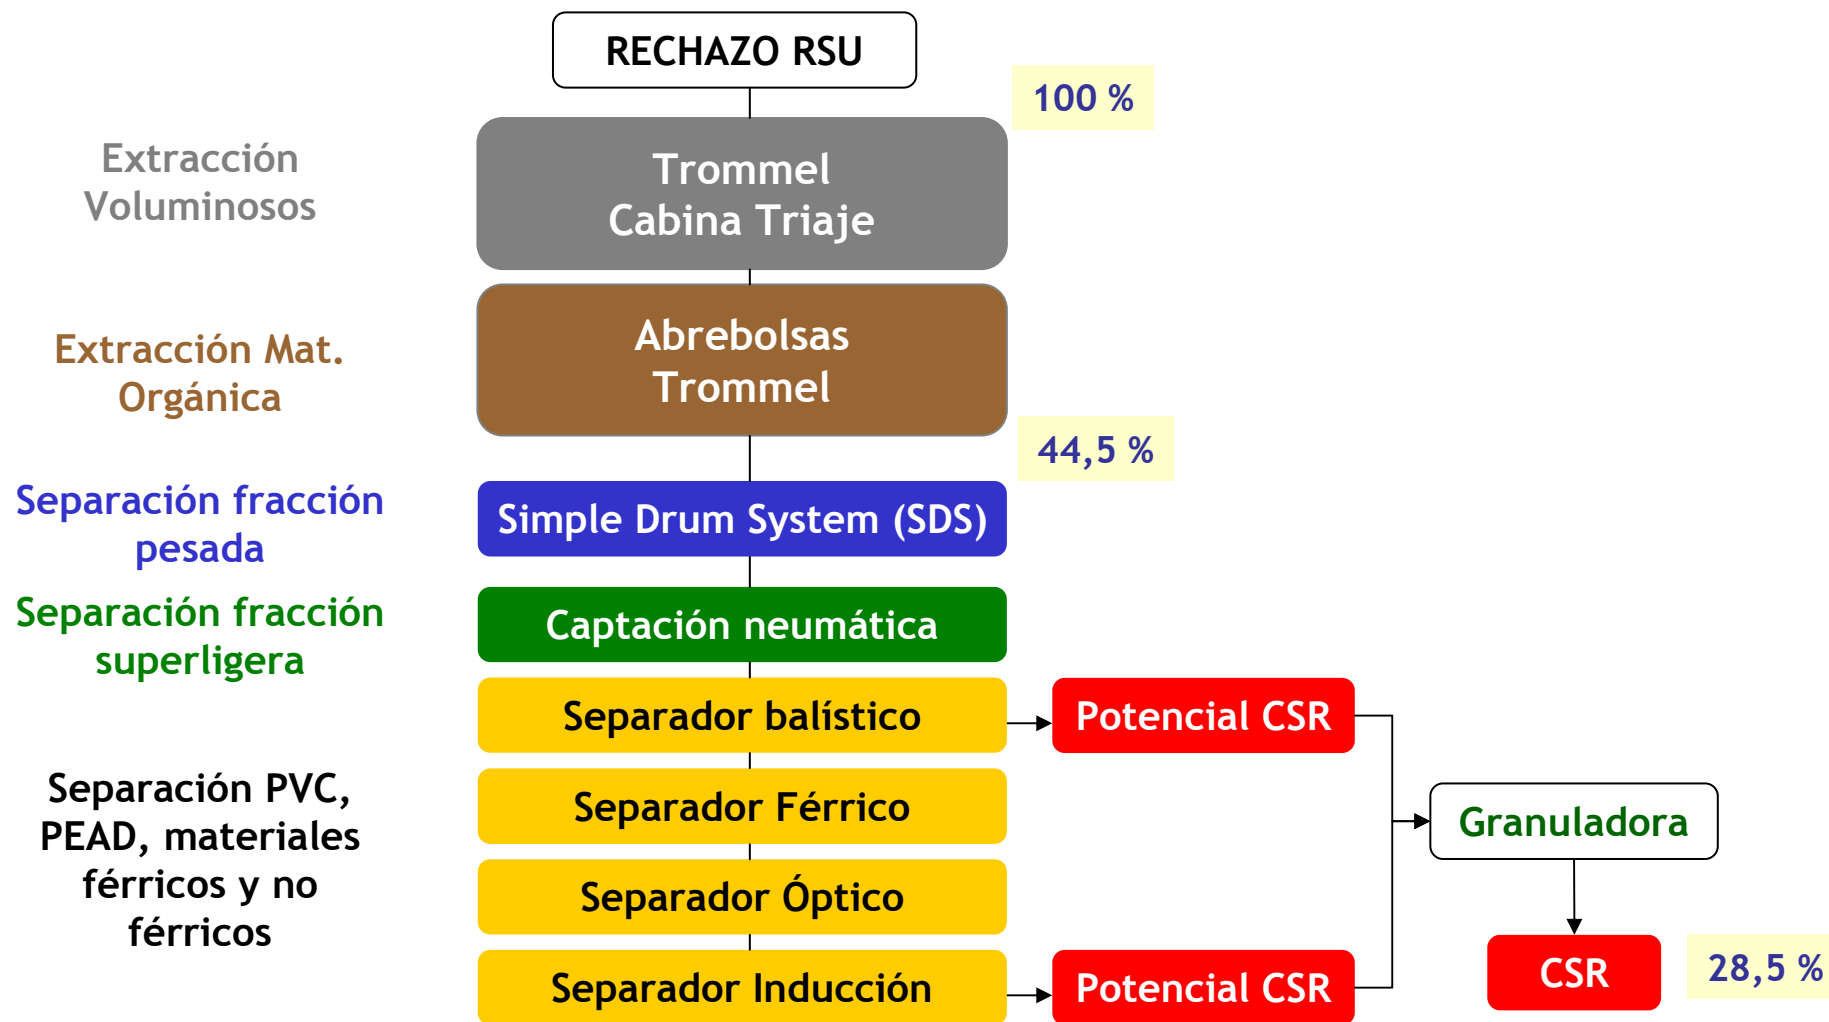 RECHAZO RSU
100 %
Extracción
Voluminosos
Trommel
Cabina Triaje
Extracción Mat.
Orgánica
Abrebolsas
Trommel
44,5 %
Separación fracción
pesada
Simple Drum System (SDS)
Separación fracción
superligera
Captación neumática
Separador balístico
Potencial CSR
Separación PVC,
PEAD, materiales
férricos y no
férricos
Separador Férrico
Granuladora
Separador Óptico
Separador Inducción
Potencial CSR
CSR
28,5 %